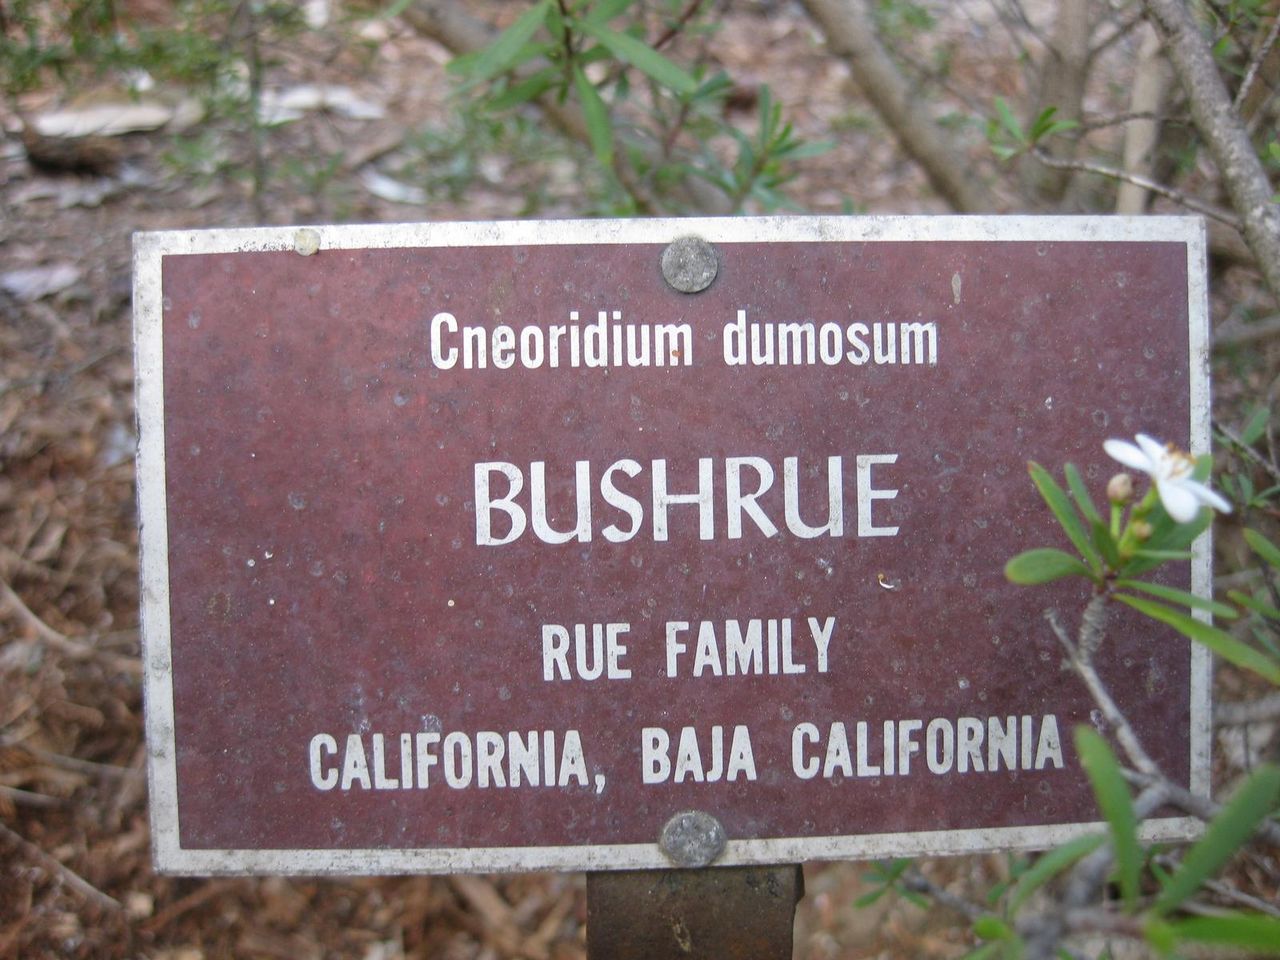 Cneoridium dumosum
BUSHRUE
RUE FAMILY
CALIFORNIA, BAJA CALIFORNIA